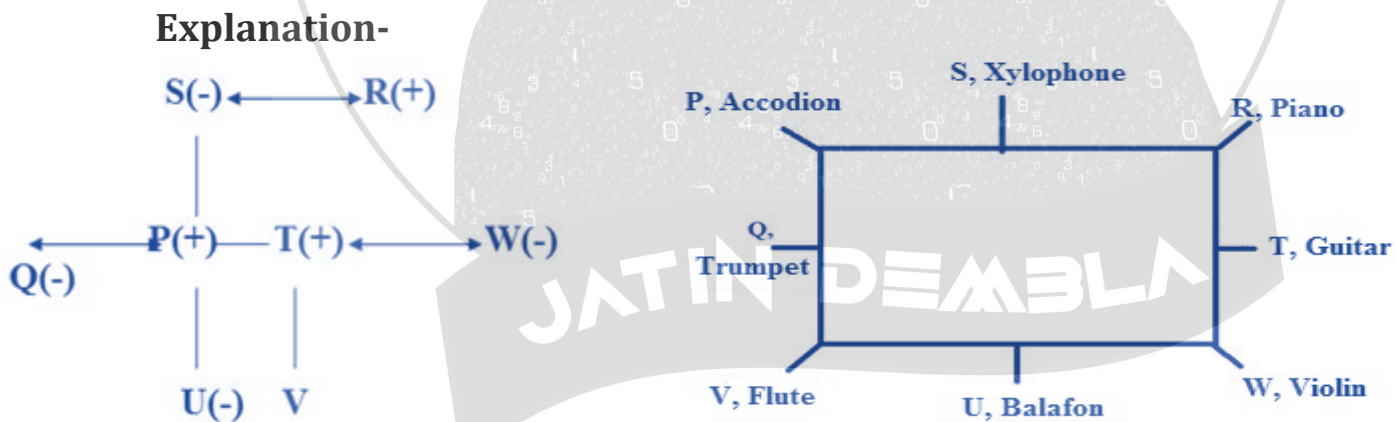 Explanation-
S(-) R(+)
P(+) T(+) W(-)
Q(-)
U(-) V
S, Xylophone
P, Accodion
R, Piano
Q,
Trumpet
T, Guitar
V, Flute
U, Balafon
W, Violin
JATIN DEMBLA